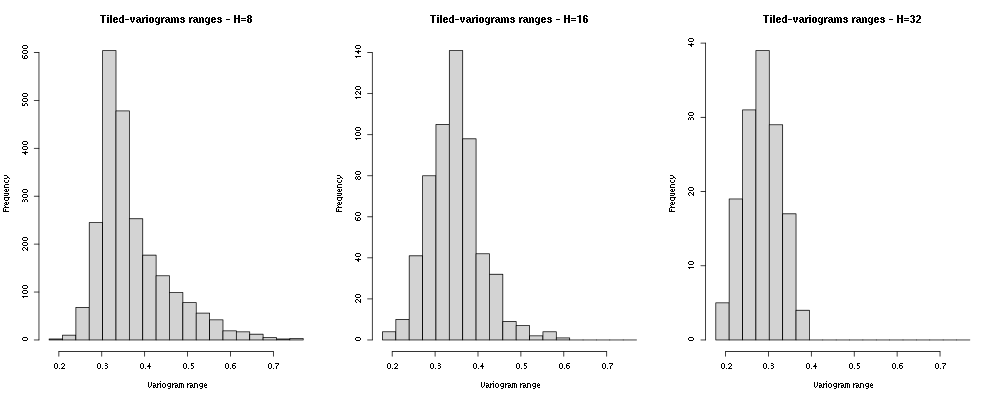 Tiled-variograms ranges - H=8
600
500
400
300
200
100
0
Frequency
0.2 0.3 0.4 0.5 0.6 0.7
Variogram range
Tiled-variograms ranges - H=16
140
120
100
80
60
40
20
0
Frequency
0.2 0.3 0.4 0.5 0.6 0.7
Variogram range
Tiled-variograms ranges - H=32
40
30
20
10
0
Frequency
0.2 0.3 0.4 0.5 0.6 0.7
Variogram range